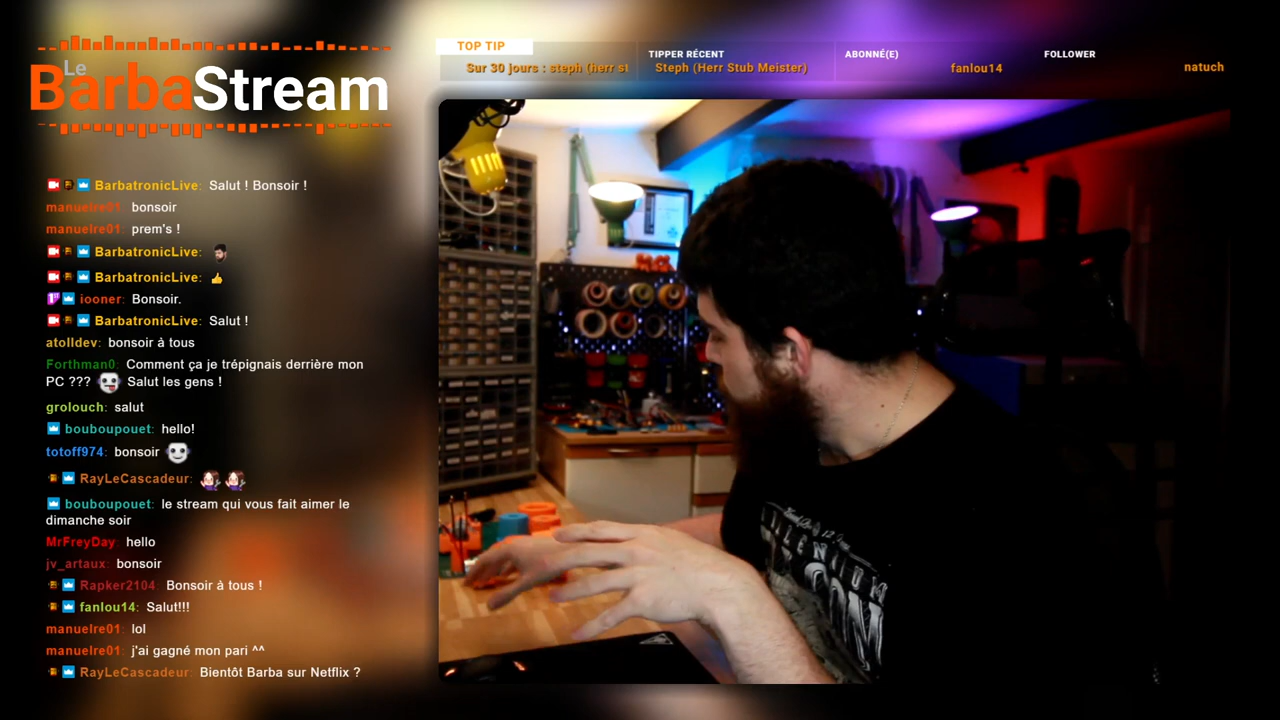 Le
BarbaStream
TOP TIP
Sur 30 jours : steph (herr st
TIPPER RÉCENT
Steph (Herr Stub Meister)
ABONNÉ(E)
fanlou14
FOLLOWER
natuch
BarbatronicLive: Salut ! Bonsoir !
manuelre01: bonsoir
manuelre01: prem's !
BarbatronicLive:
BarbatronicLive:
iooner: Bonsoir.
BarbatronicLive: Salut !
atolldev: bonsoir à tous
Forthman0: Comment ça je trépignais derrière mon
PC ??? Salut les gens !
grolouch: salut
bouboupouet: hello!
totoff974: bonsoir
RayLeCascadeur:
bouboupouet: le stream qui vous fait aimer le
dimanche soir
MrFreyDay: hello
jv_artaux: bonsoir
Rapker2104: Bonsoir à tous !
fanlou14: Salut!!!
manuelre01: lol
manuelre01: j'ai gagné mon pari ^^
RayLeCascadeur: Bientôt Barba sur Netflix ?